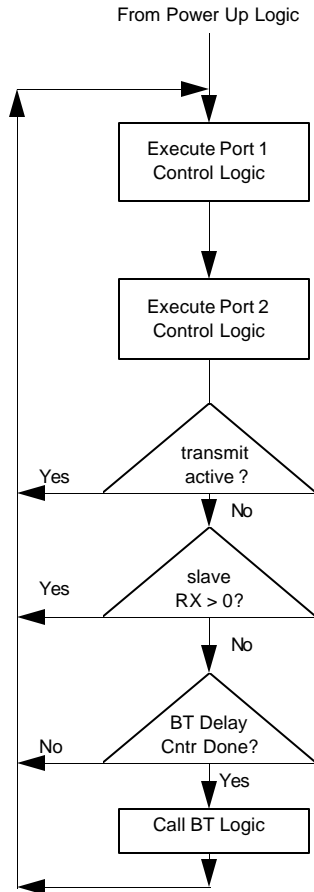 From Power Up Logic
Execute Port 1
Control Logic
Execute Port 2
Control Logic
transmit
active ?
Yes
No
slave
RX > 0?
Yes
No
BT Delay
Cntr Done?
No
Yes
Call BT Logic